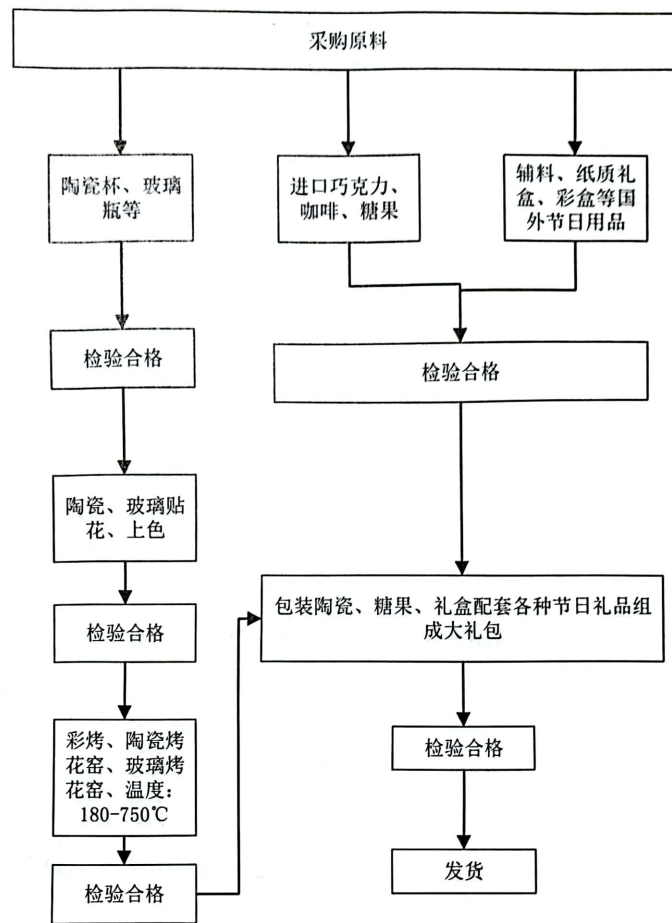 采购原料
陶瓷杯、玻璃
瓶等
进口巧克力、
咖啡、糖果
辅料、纸质礼
盒、彩盒等国
外节日用品
检验合格
检验合格
陶瓷、玻璃贴
花、上色
检验合格
包装陶瓷、糖果、礼盒配套各种节日礼品组
成大礼包
彩烤、陶瓷烤
花窑、玻璃烤
花窑、温度：
180-750℃
检验合格
检验合格
发货